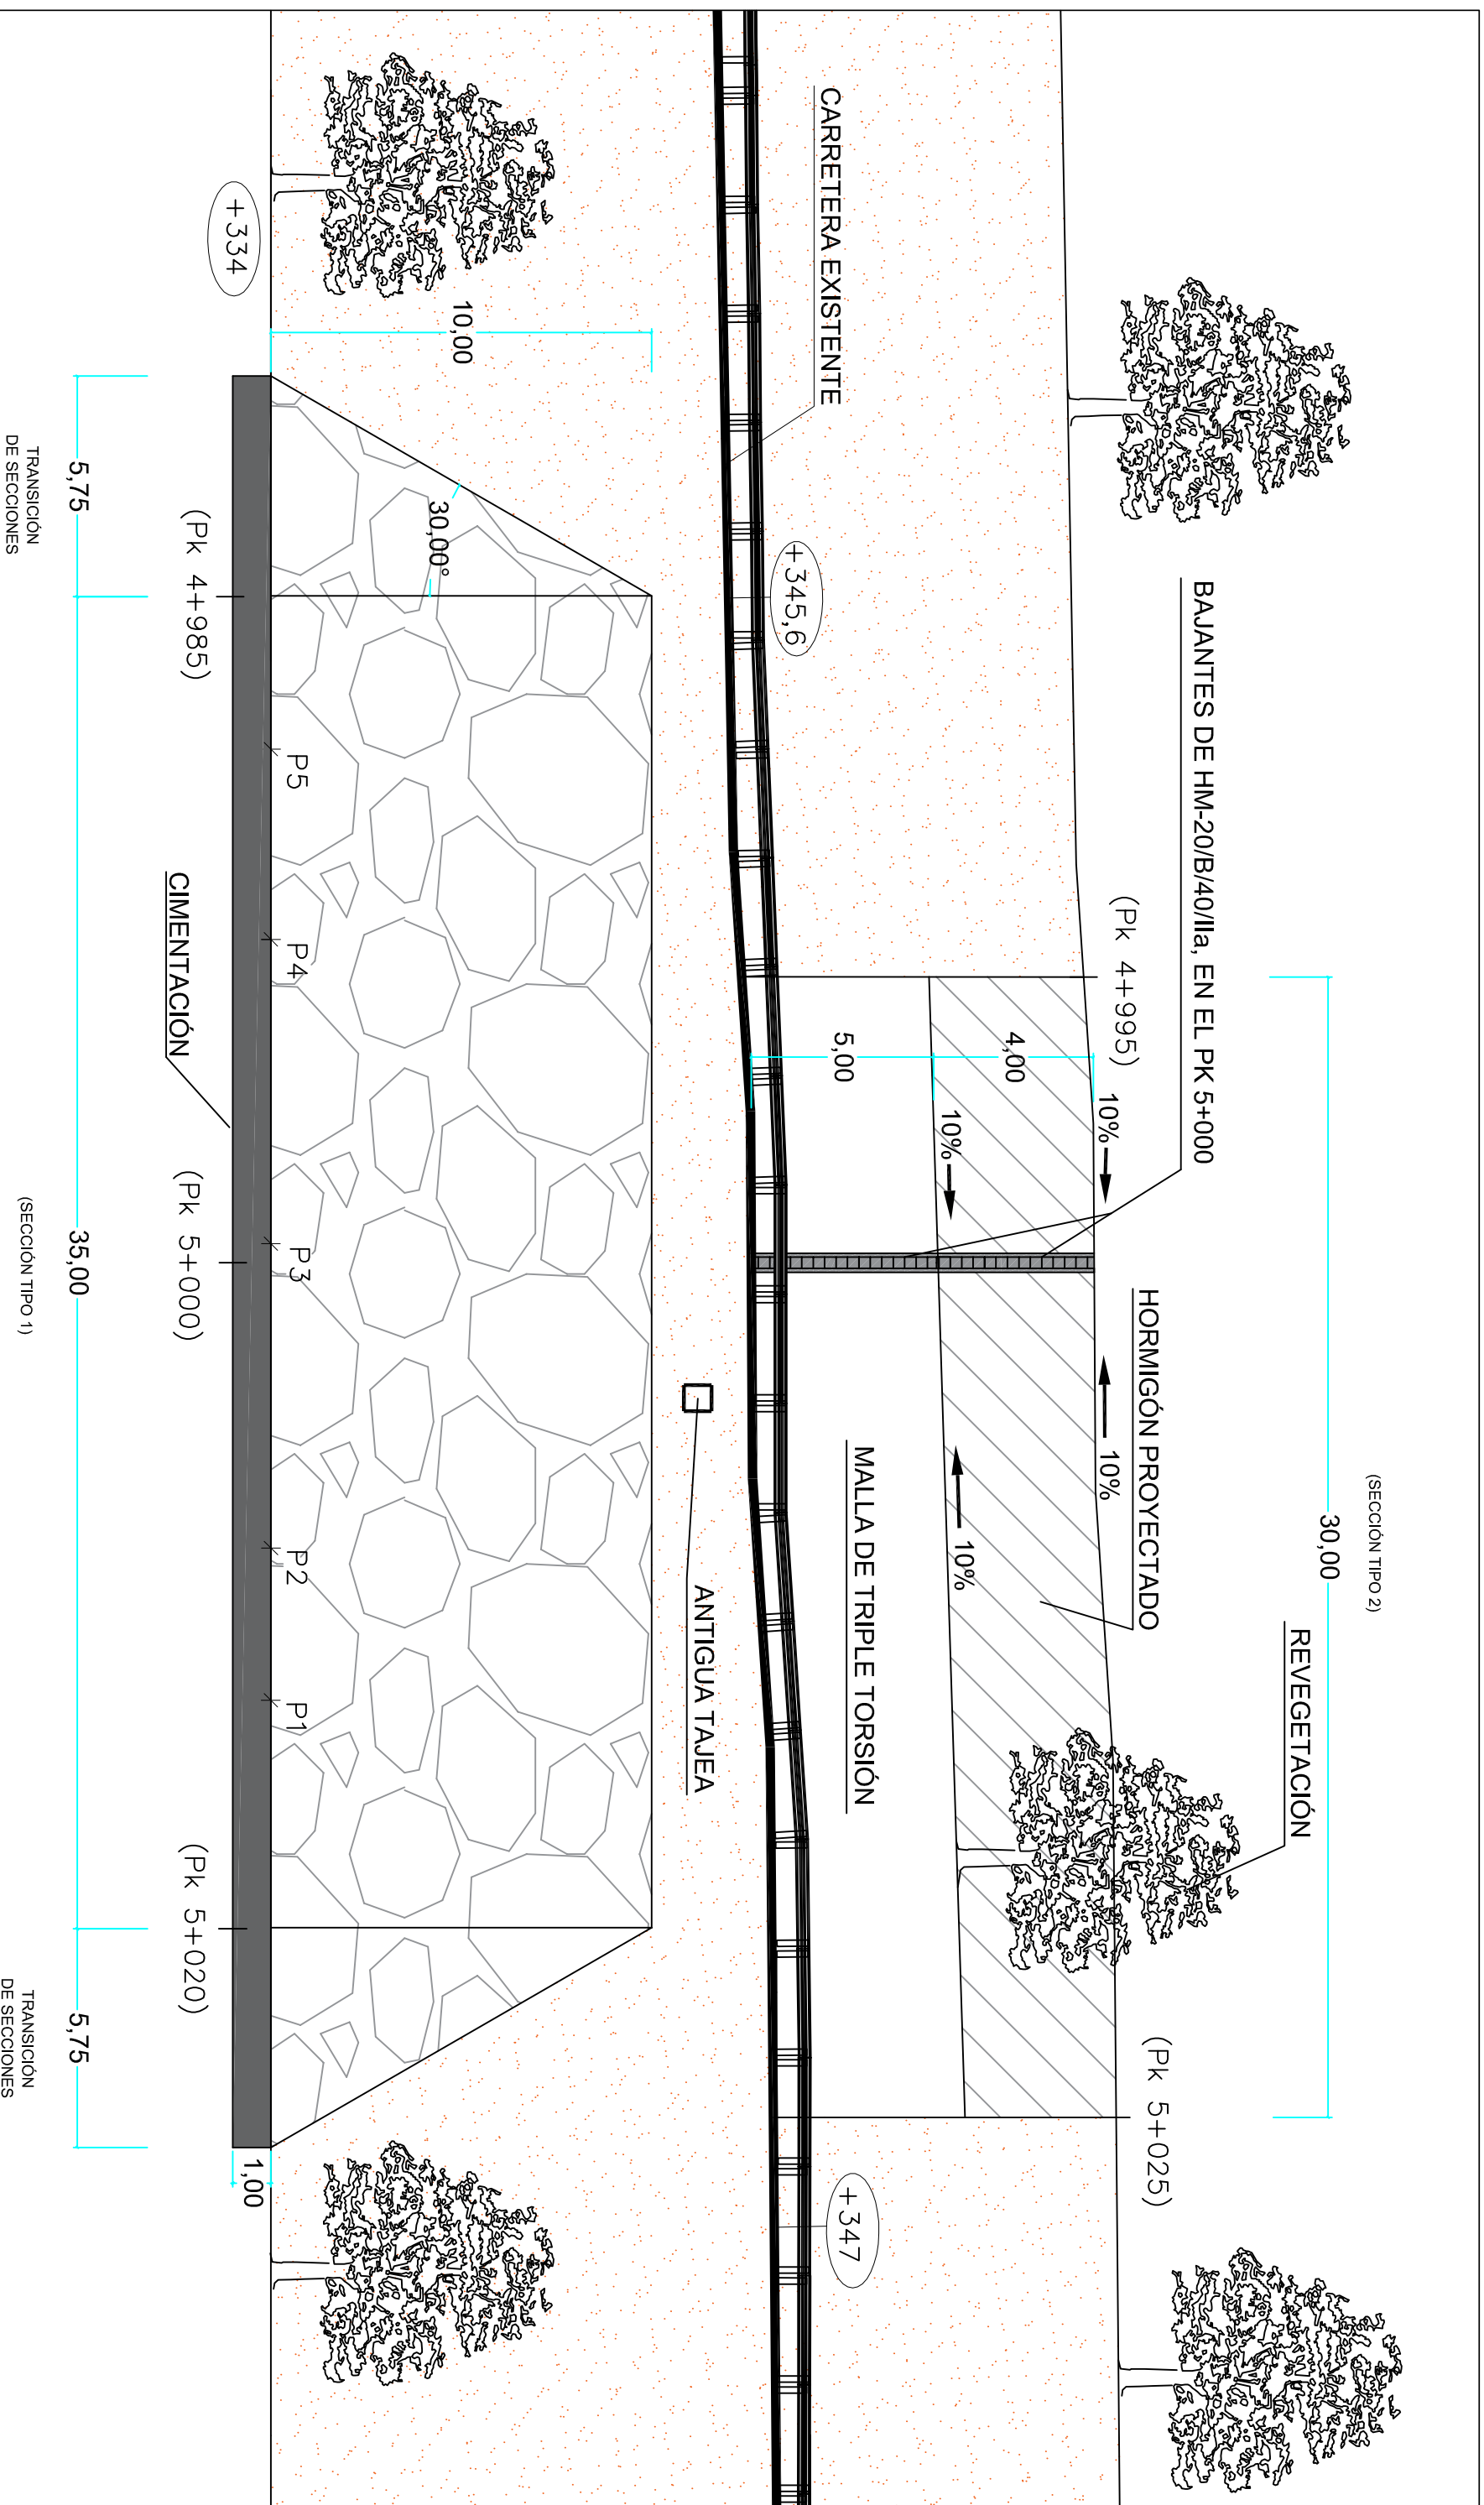 (SECCIÓN TIPO 2)
30,00
REVEGETACIÓN
BAJANTES DE HM-20/B/40/IIa, EN EL PK 5+000
HORMIGÓN PROYECTADO
(Pk 4+995)
(Pk 5+025)
10%
10%
4,00
10%
10%
5,00
MALLA DE TRIPLE TORSIÓN
CARRETERA EXISTENTE
+345,6
+347
ANTIGUA TAJEA
10,00
30,00°
P5
P4
P3
P2
P1
+334
1,00
(Pk 4+985)
CIMENTACIÓN
(Pk 5+000)
(Pk 5+020)
5,75
35,00
5,75
TRANSICIÓN
DE SECCIONES
(SECCIÓN TIPO 1)
TRANSICIÓN
DE SECCIONES